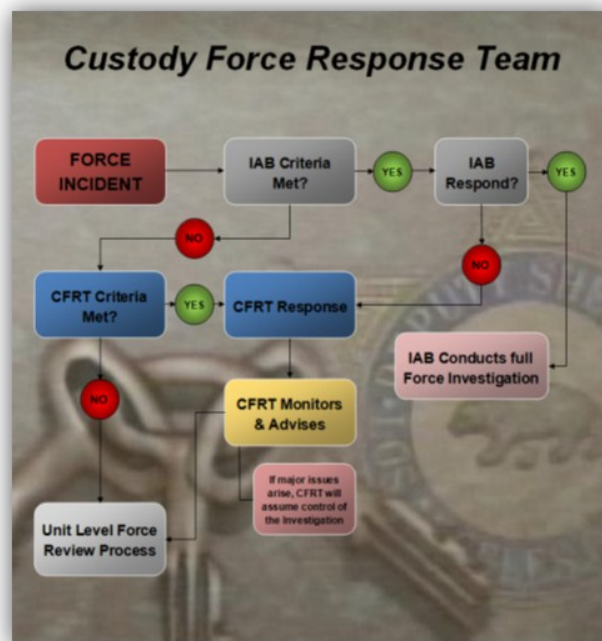 Custody Force Response Team
FORCE
INCIDENT
IAB Criteria
Met?
YES
IAB
Respond?
YES
NO
NO
CFRT Criteria
Met?
YES
CFRT Response
IAB Conducts full
Force Investigation
NO
CFRT Monitors
& Advises
If major issues
arise, CFRT will
assume control of
the Investigation
Unit Level Force
Review Process